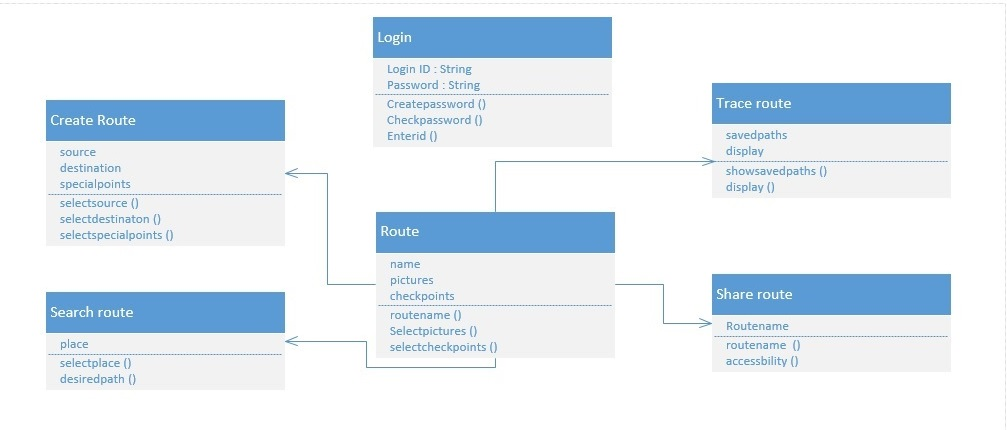 Login
Login ID : String
Password : String
Createpassword ()
Checkpassword ()
Enterid ()
Create Route
source
destination
specialpoints
selectsource ()
selectdestinaton ()
selectspecialpoints ()
Trace route
savedpaths
display
showsavedpaths ()
display ()
Route
name
pictures
checkpoints
routename ()
Selectpictures ()
selectcheckpoints ()
Search route
place
selectplace ()
desiredpath ()
Share route
Routename
routename  ()
accessbility ()